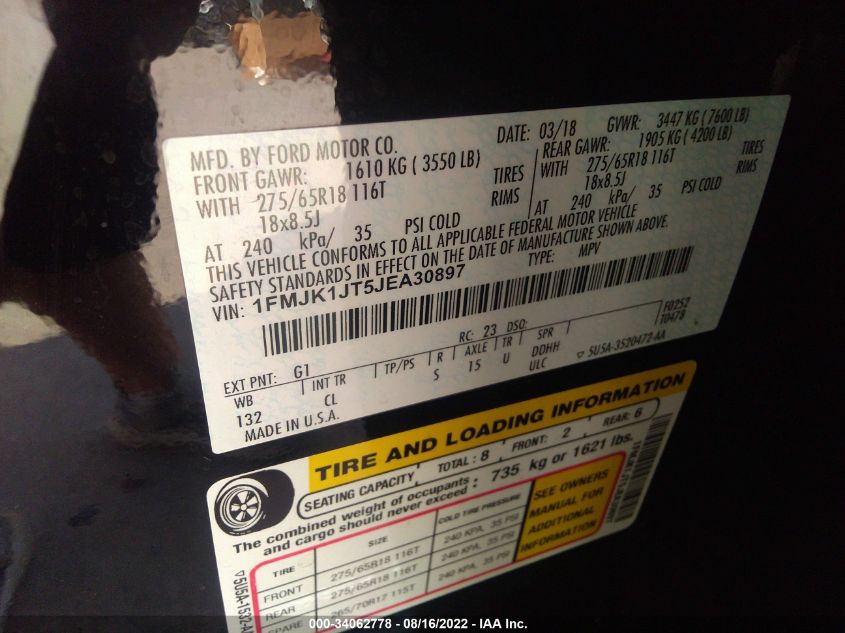 MFD. BY FORD MOTOR CO.
DATE: 03/18 GVWR: 3447 KG ( 7600 LB)
FRONT GAWR: 1610 KG ( 3550 LB)
REAR GAWR: 1905 KG ( 4200 LB)
WITH 275/65R18 116T TIRES
WITH 275/65R18 116T TIRES
18x8.5J RIMS
18x8.5J RIMS
AT 240 kPa/ 35 PSI COLD
AT 240 kPa/ 35 PSI COLD
THIS VEHICLE CONFORMS TO ALL APPLICABLE FEDERAL MOTOR VEHICLE
SAFETY STANDARDS IN EFFECT ON THE DATE OF MANUFACTURE SHOWN ABOVE.
VIN: 1FMJK1JT5JEA30897 TYPE: MPV
F0252
T0478
EXT PNT: G1 RC: 23 DSO:
WB INT TR TP/PS R AXLE TR SPR
132 CL S 15 U DDHH
ULC 5U5A-3520472-AA
MADE IN U.S.A.
TIRE AND LOADING INFORMATION
SEATING CAPACITY TOTAL : 8 FRONT: 2 REAR: 6
The combined weight of occupants : 735 kg or 1621 lbs.
and cargo should never exceed
TIRE SIZE COLD TIRE PRESSURE
FRONT 275/65R18 116T 240 KPA, 35 PSI
REAR 275/65R18 116T 240 KPA, 35 PSI
SPARE 265/70R17 115T 240 KPA, 35 PSI
SEE OWNERS
MANUAL FOR
ADDITIONAL
INFORMATION
000-34062778 - 08/16/2022 - IAA Inc.